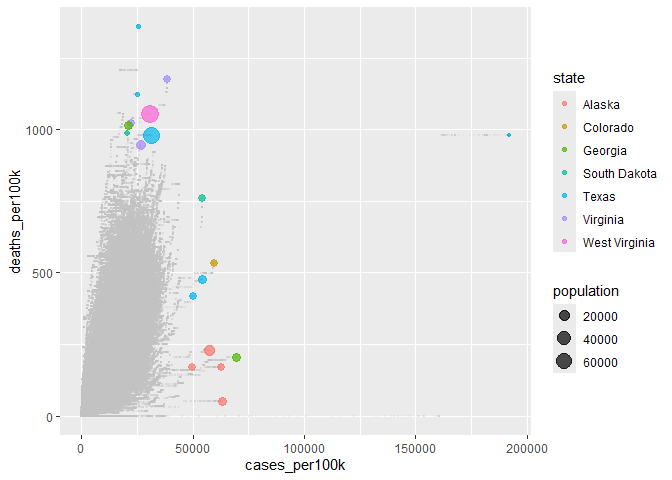 1000
500
0
deaths_per100k
0
50000
100000
150000
200000
cases_per100k
state
Alaska
Colorado
Georgia
South Dakota
Texas
Virginia
West Virginia
population
20000
40000
60000